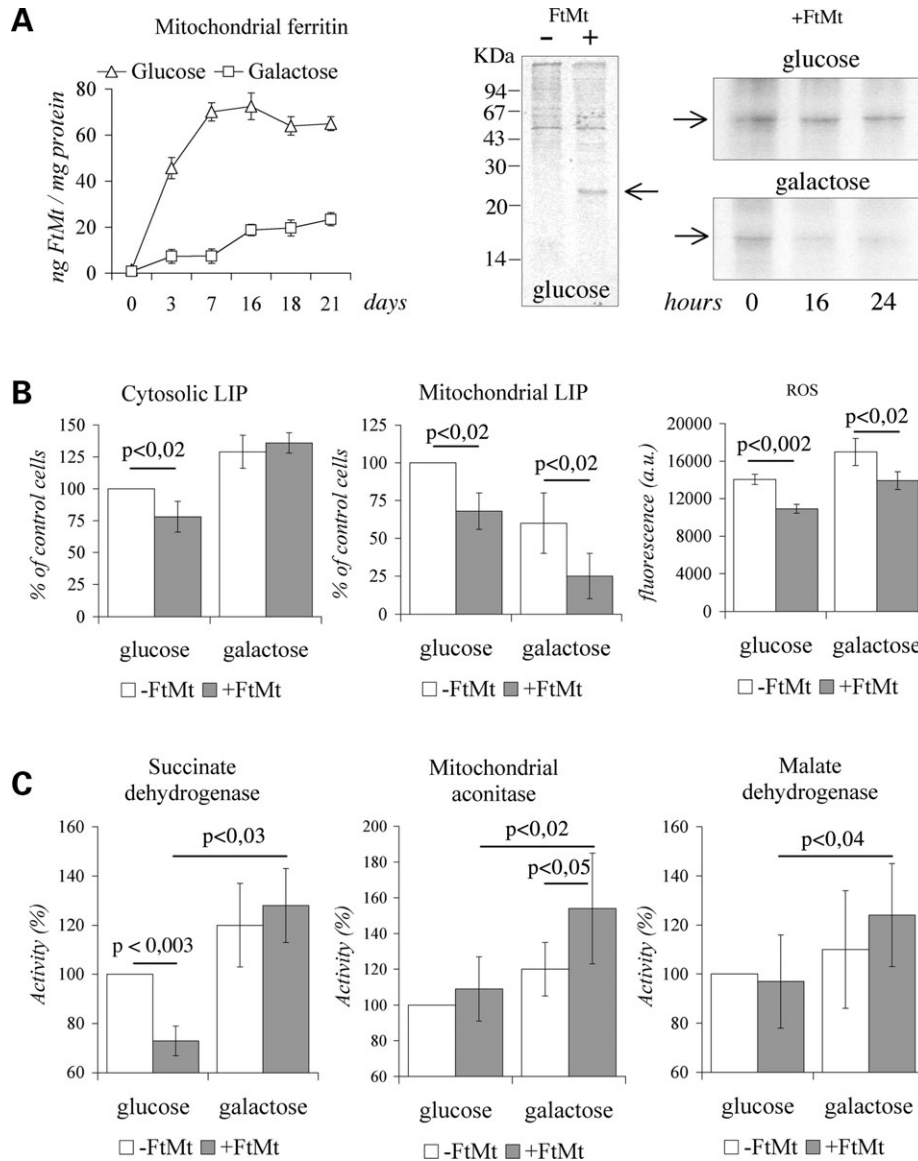 A
Mitochondrial ferritin
Glucose
Galactose
ng FtMt / mg protein
80
60
40
20
0
0 3 7 16 18 21 days
FtMt
- +
KDa
94
67
43
30
20
14
glucose
+FtMt
glucose
galactose
hours 0 16 24
B
Cytosolic LIP
% of control cells
150
125
100
75
50
25
0
p<0,02
glucose galactose
-FtMt +FtMt
Mitochondrial LIP
% of control cells
125
100
75
50
25
0
p<0,02
p<0,02
glucose galactose
-FtMt +FtMt
ROS
fluorescence (a.u.)
20000
16000
12000
8000
4000
0
p<0,002
p<0,02
glucose galactose
-FtMt +FtMt
C
Succinate
dehydrogenase
Activity (%)
160
140
120
100
80
60
p<0,03
p < 0,003
glucose galactose
-FtMt +FtMt
Mitochondrial
aconitase
Activity (%)
200
180
160
140
120
100
80
60
p<0,02
p<0,05
glucose galactose
-FtMt +FtMt
Malate
dehydrogenase
Activity (%)
160
140
120
100
80
60
p<0,04
glucose galactose
-FtMt +FtMt